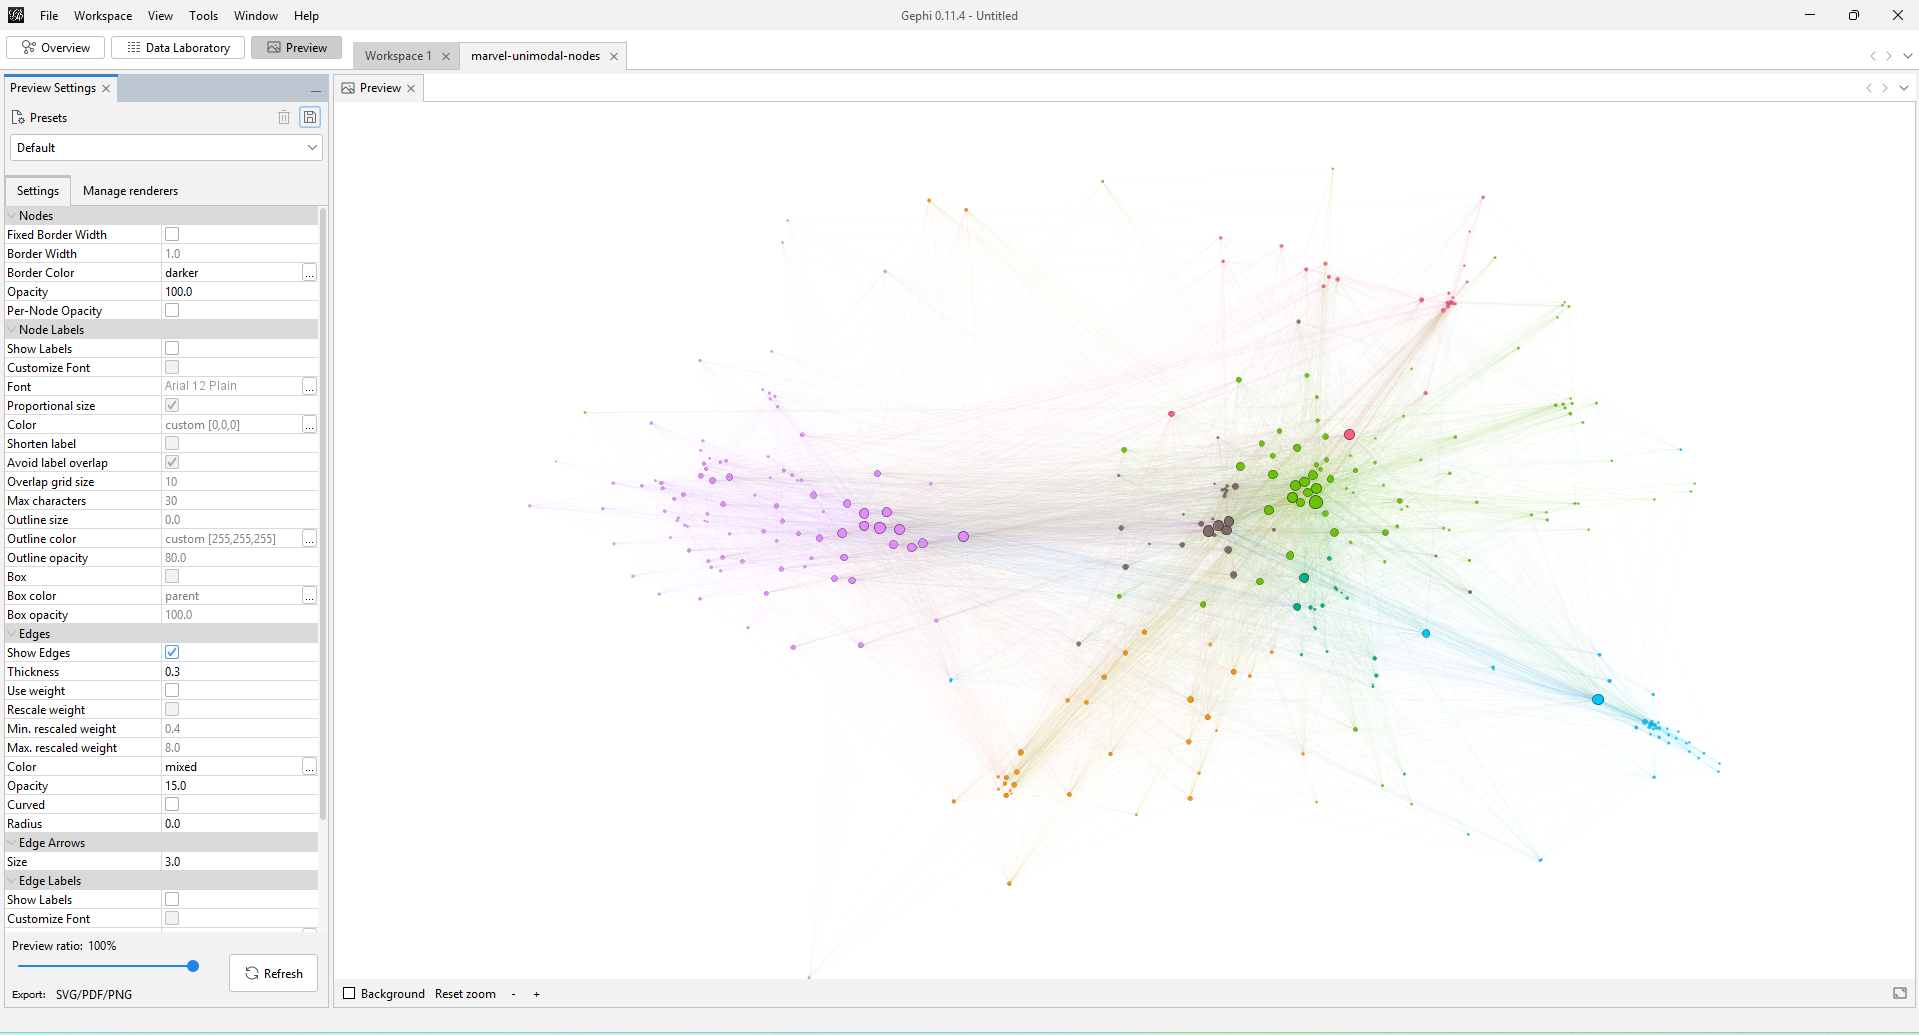 File Workspace View Tools Window Help
Gephi 0.11.4 - Untitled
Overview Data Laboratory Preview
Workspace 1 marvel-unimodal-nodes
Preview Settings
Preview
Presets
Default
Settings Manage renderers
Nodes
Fixed Border Width
Border Width 1.0
Border Color darker ...
Opacity 100.0
Per-Node Opacity
Node Labels
Show Labels
Customize Font
Font Arial 12 Plain ...
Proportional size
Color custom [0,0,0] ...
Shorten label
Avoid label overlap
Overlap grid size 10
Max characters 30
Outline size 0.0
Outline color custom [255,255,255] ...
Outline opacity 80.0
Box
Box color parent ...
Box opacity 100.0
Edges
Show Edges
Thickness 0.3
Use weight
Rescale weight
Min. rescaled weight 0.4
Max. rescaled weight 8.0
Color mixed ...
Opacity 15.0
Curved
Radius 0.0
Edge Arrows
Size 3.0
Edge Labels
Show Labels
Customize Font
Preview ratio: 100%
Refresh
Export: SVG/PDF/PNG
Background Reset zoom - +